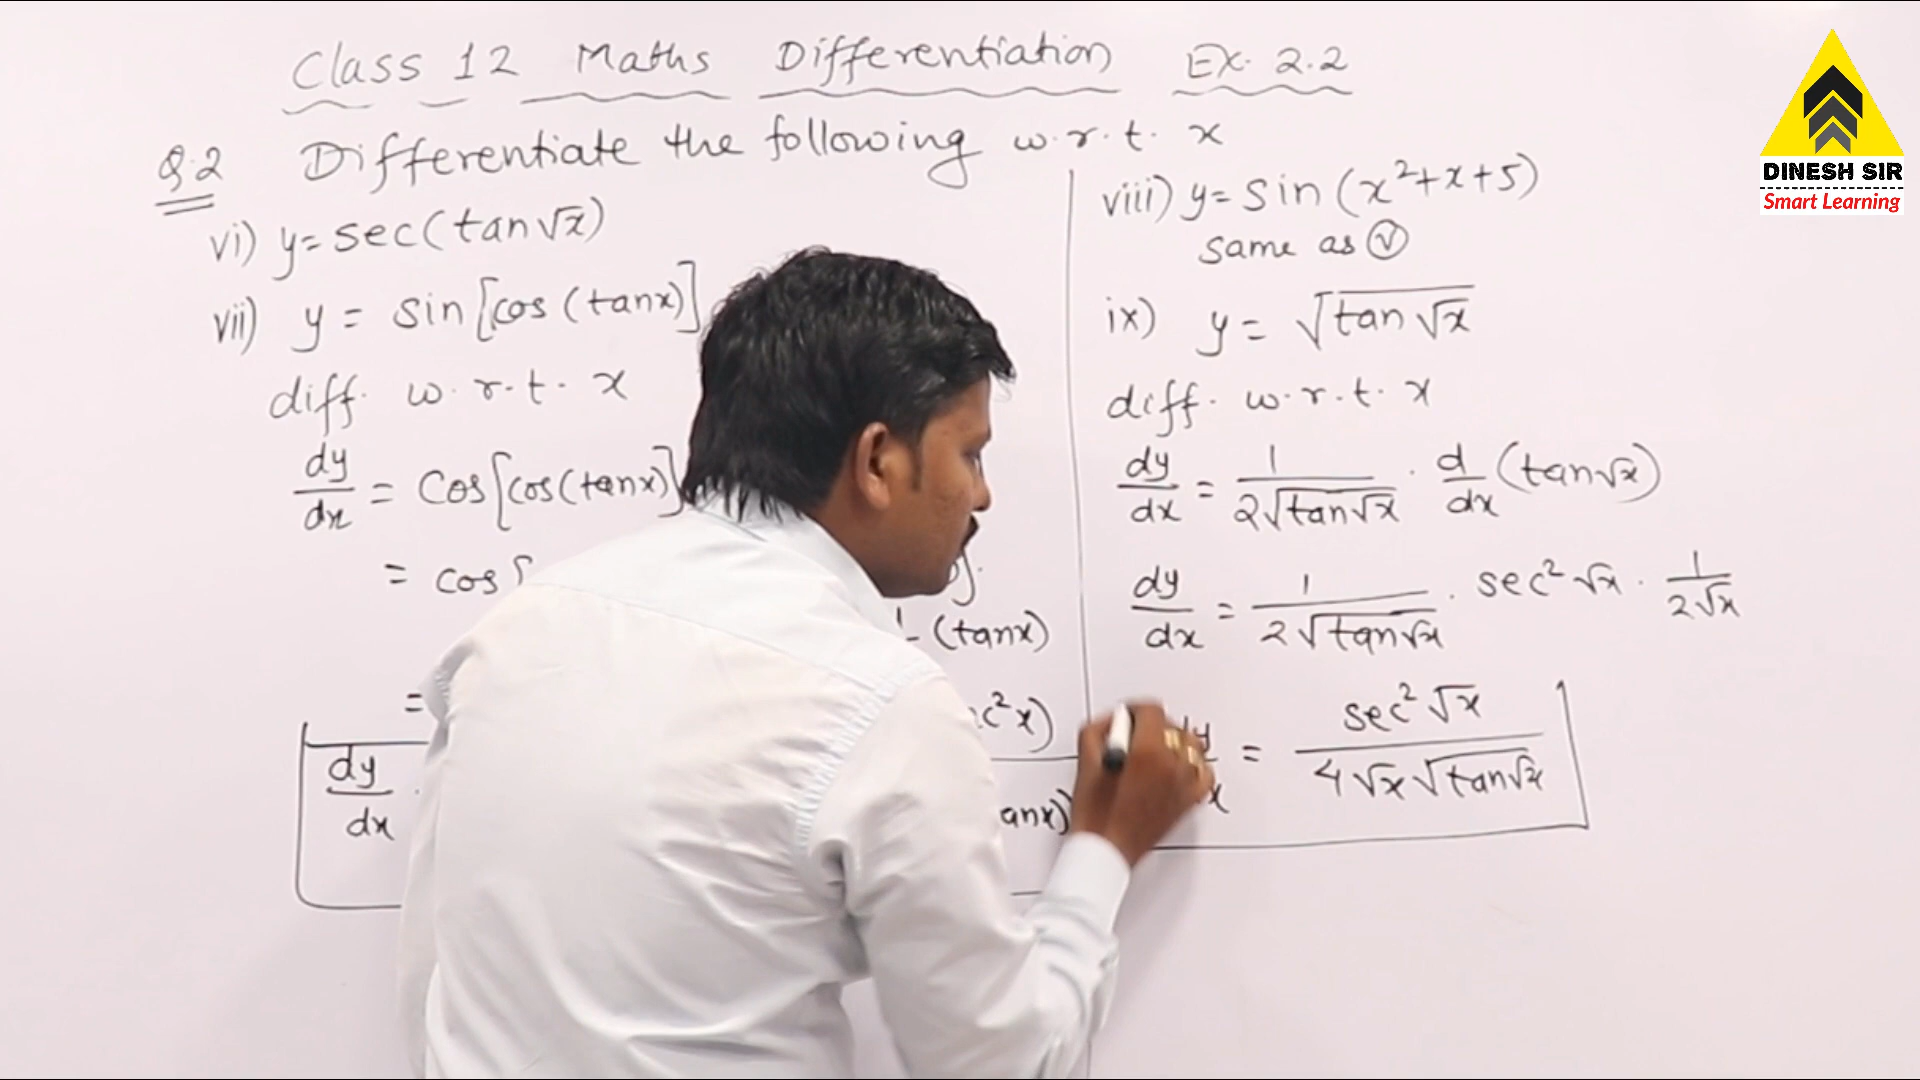 Class 12 Maths Differentiation Ex. 2.2
Q.2 Differentiate the following w.r.t. x
vi) y=sec(tan√x)
vii) y = sin[cos(tanx)]
diff. w.r.t. x
dy/dx = Cos[cos(tanx)]
= cos[
(tanx)
=
c²x)
dy/dx
anx)
viii) y=sin(x²+x+5)
same as Ⓥ
ix) y = √(tan√x)
diff. w.r.t. x
dy/dx = 1/(2√(tan√x)) · d/dx (tan√x)
dy/dx = 1/(2√(tan√x)) · sec²√x · 1/(2√x)
= sec²√x/(4√x√(tan√x))
DINESH SIR
Smart Learning